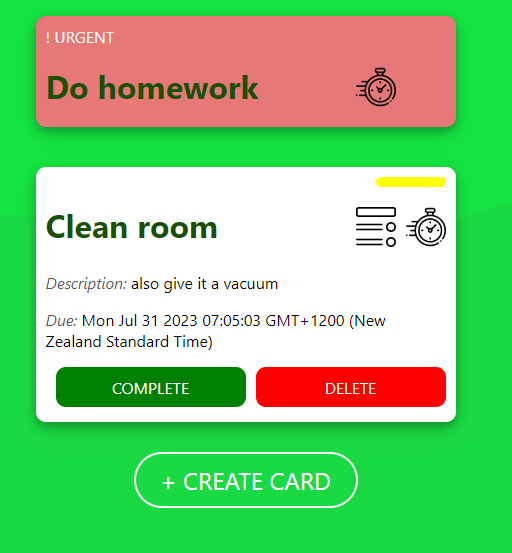 ! URGENT
Do homework
Clean room
Description: also give it a vacuum
Due: Mon Jul 31 2023 07:05:03 GMT+1200 (New
Zealand Standard Time)
COMPLETE
DELETE
+ CREATE CARD